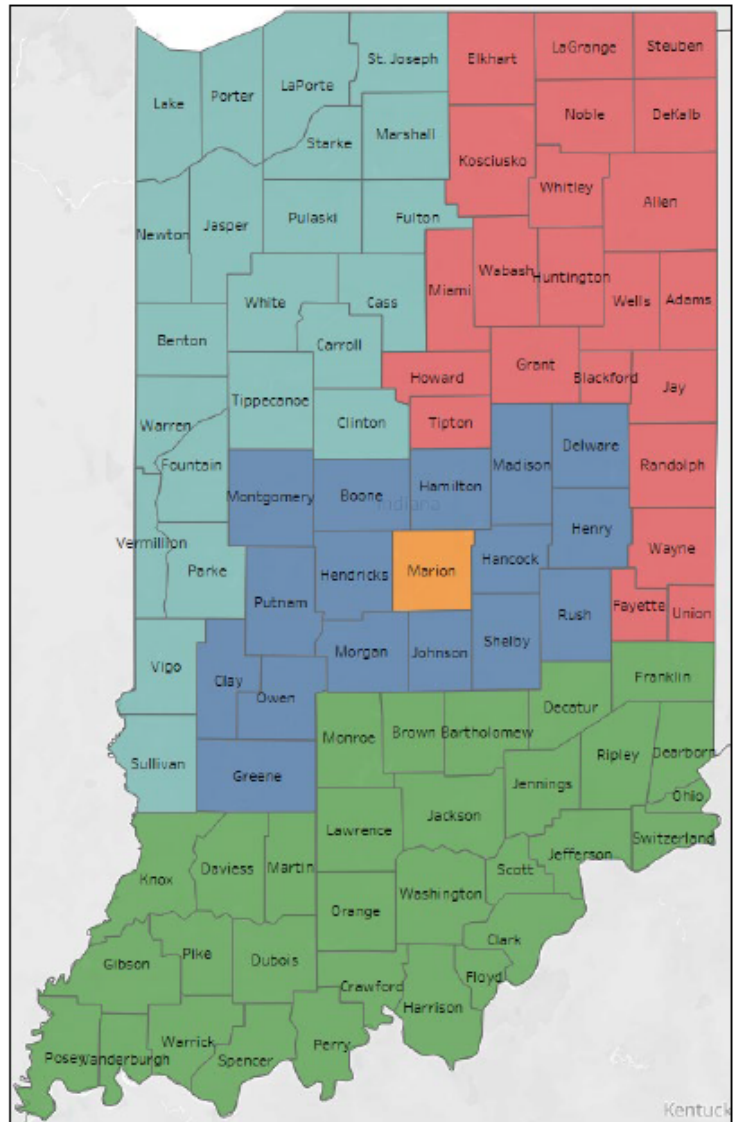 St. Joseph
Elkhart
LaGrange
Steuben
Lake
Porter
LaPorte
Noble
DeKalb
Starke
Marshall
Kosciusko
Whitley
Allen
Newton
Jasper
Pulaski
Fulton
Miami
Wabash
Huntington
Wells
Adams
White
Cass
Benton
Carroll
Howard
Grant
Blackford
Jay
Tippecanoe
Warren
Clinton
Tipton
Fountain
Madison
Delware
Randolph
Montgomery
Boone
Hamilton
Indiana
Vermillion
Parke
Hendricks
Marion
Hancock
Henry
Wayne
Putnam
Fayette
Union
Rush
Vigo
Clay
Owen
Morgan
Johnson
Shelby
Franklin
Decatur
Sullivan
Greene
Monroe
Brown
Bartholomew
Ripley
Dearborn
Jennings
Ohio
Lawrence
Jackson
Switzerland
Jefferson
Knox
Daviess
Martin
Scott
Washington
Orange
Clark
Gibson
Pike
Dubois
Crawford
Floyd
Harrison
Posey
Vanderburgh
Warrick
Spencer
Perry
Kentuck